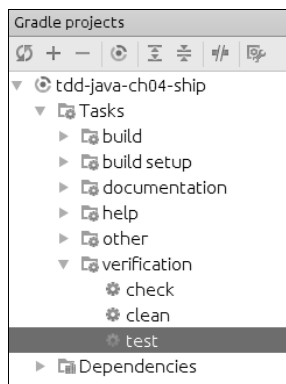 Gradle projects
tdd-java-ch04-ship
Tasks
build
build setup
documentation
help
other
verification
check
clean
test
Dependencies